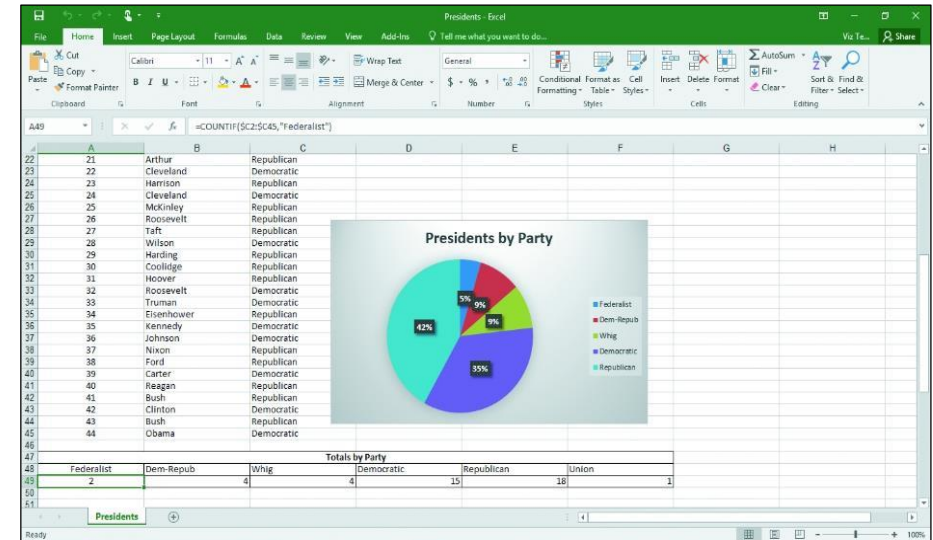 Presidents - Excel
File Home Insert Page Layout Formulas Data Review View Add-Ins Tell me what you want to do... Viz Te... Share
Cut
Copy
Format Painter
Paste
Calibri 11
B I U
Wrap Text
Merge & Center
General
$ % ,
Conditional Formatting
Format as Table
Cell Styles
Insert Delete Format
AutoSum
Fill
Clear
Sort & Filter
Find & Select
Clipboard Font Alignment Number Styles Cells Editing
A49 fx =COUNTIF($C2:$C45,"Federalist")
A B C D E F G H
22 21 Arthur Republican
23 22 Cleveland Democratic
24 23 Harrison Republican
25 24 Cleveland Democratic
26 25 McKinley Republican
27 26 Roosevelt Republican
28 27 Taft Republican
29 28 Wilson Democratic
30 29 Harding Republican
31 30 Coolidge Republican
32 31 Hoover Republican
33 32 Roosevelt Democratic
34 33 Truman Democratic
35 34 Eisenhower Republican
36 35 Kennedy Democratic
37 36 Johnson Democratic
38 37 Nixon Republican
39 38 Ford Republican
40 39 Carter Democratic
41 40 Reagan Republican
42 41 Bush Republican
43 42 Clinton Democratic
44 43 Bush Republican
45 44 Obama Democratic
46
Presidents by Party
5%
9%
9%
42%
35%
Federalist
Dem-Repub
Whig
Democratic
Republican
47 Totals by Party
48 Federalist Dem-Repub Whig Democratic Republican Union
49 2 4 4 15 18 1
50
51
Presidents
Ready 100%